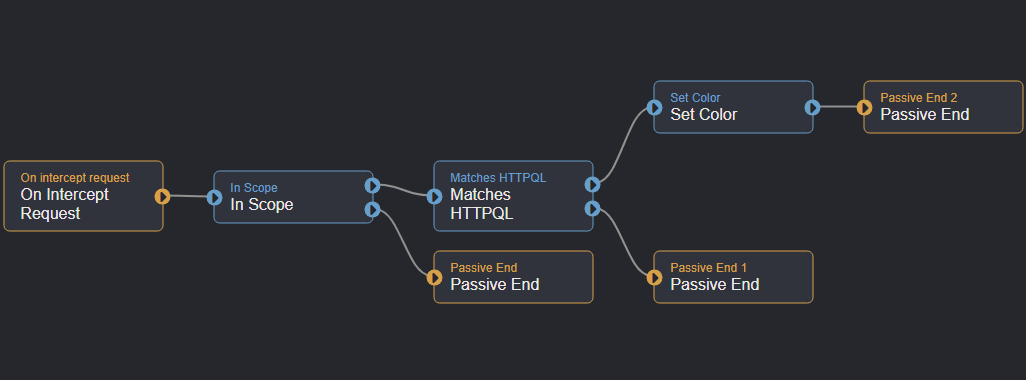 On intercept request
On Intercept
Request
In Scope
In Scope
Matches HTTPQL
Matches
HTTPQL
Passive End
Passive End
Set Color
Set Color
Passive End 1
Passive End
Passive End 2
Passive End